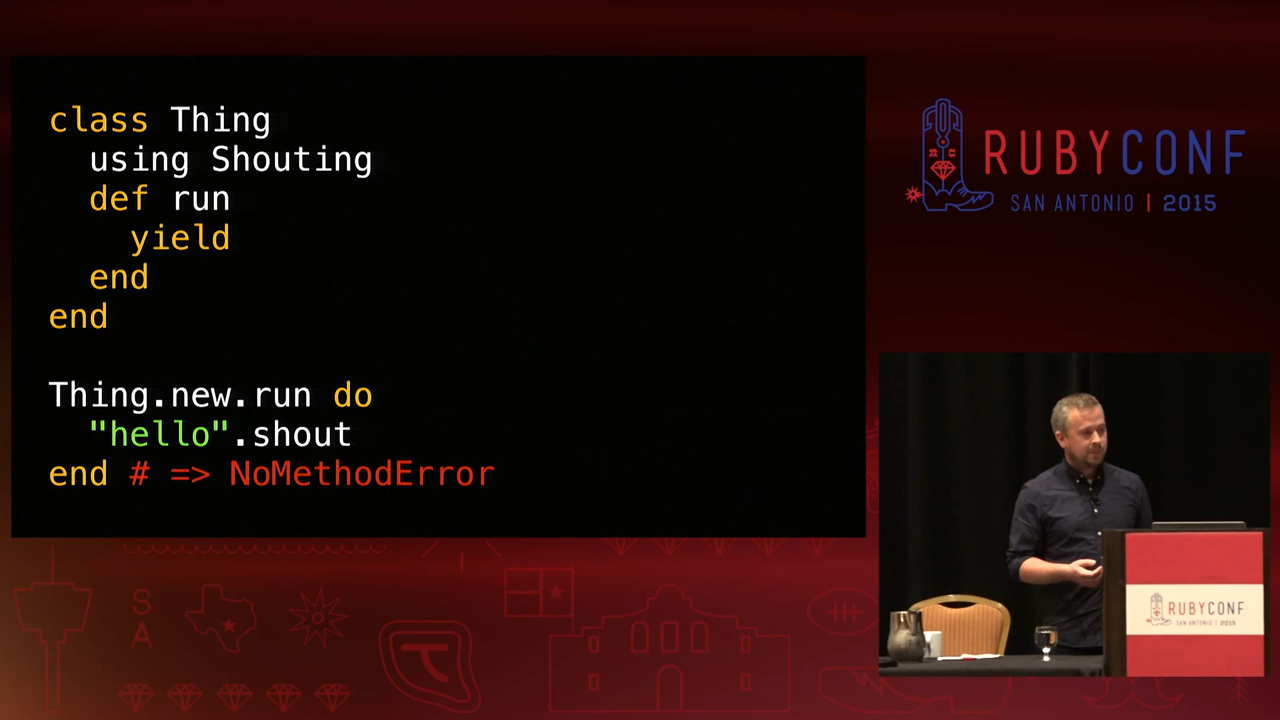 class Thing
  using Shouting
  def run
    yield
  end
end
Thing.new.run do
  "hello".shout
end # => NoMethodError
RUBYCONF
SAN ANTONIO | 2015
S
A
RUBYCONF
SAN ANTONIO | 2015